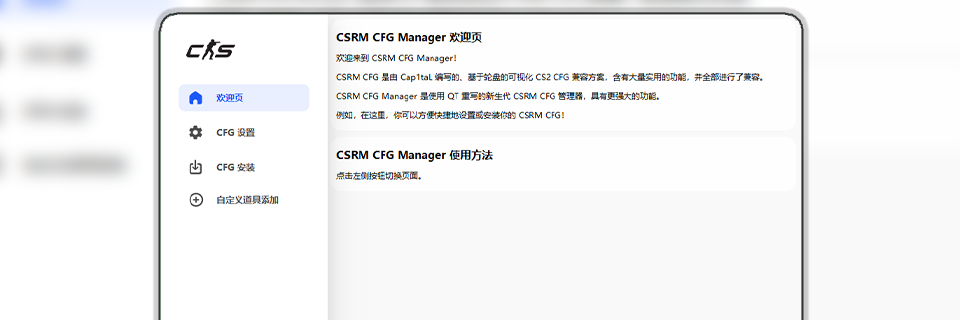 CS
欢迎页
CFG 设置
CFG 安装
自定义道具添加
CSRM CFG Manager 欢迎页
欢迎来到 CSRM CFG Manager!
CSRM CFG 是由 Cap1taL 编写的、基于轮盘的可视化 CS2 CFG 兼容方案，含有大量实用的功能，并全部进行了兼容。
CSRM CFG Manager 是使用 QT 重写的新生代 CSRM CFG 管理器，具有更强大的功能。
例如，在这里，你可以方便快捷地设置或安装你的 CSRM CFG!
CSRM CFG Manager 使用方法
点击左侧按钮切换页面。